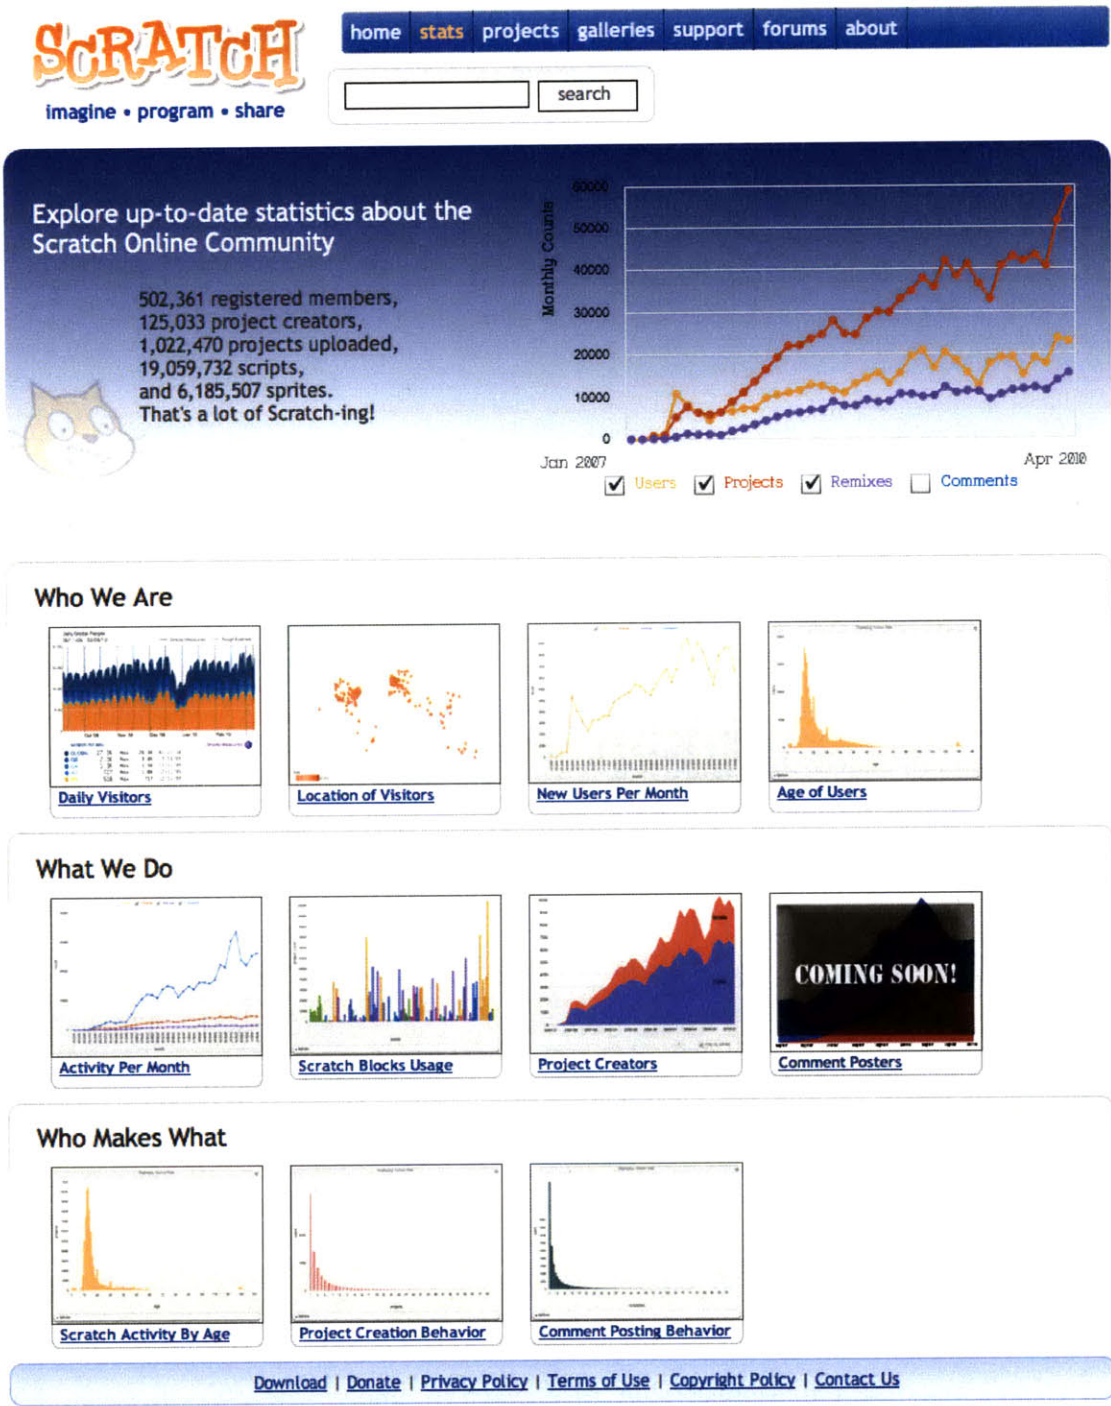 SCRATCH
imagine • program • share
home stats projects galleries support forums about
search
Explore up-to-date statistics about the
Scratch Online Community
502,361 registered members,
125,033 project creators,
1,022,470 projects uploaded,
19,059,732 scripts,
and 6,185,507 sprites.
That's a lot of Scratch-ing!
Monthly Counts
60000
50000
40000
30000
20000
10000
0
Jan 2007
Apr 2010
Users Projects Remixes Comments
Who We Are
Daily Visitors
Location of Visitors
New Users Per Month
Age of Users
What We Do
COMING SOON!
Activity Per Month
Scratch Blocks Usage
Project Creators
Comment Posters
Who Makes What
Scratch Activity By Age
Project Creation Behavior
Comment Posting Behavior
Download | Donate | Privacy Policy | Terms of Use | Copyright Policy | Contact Us